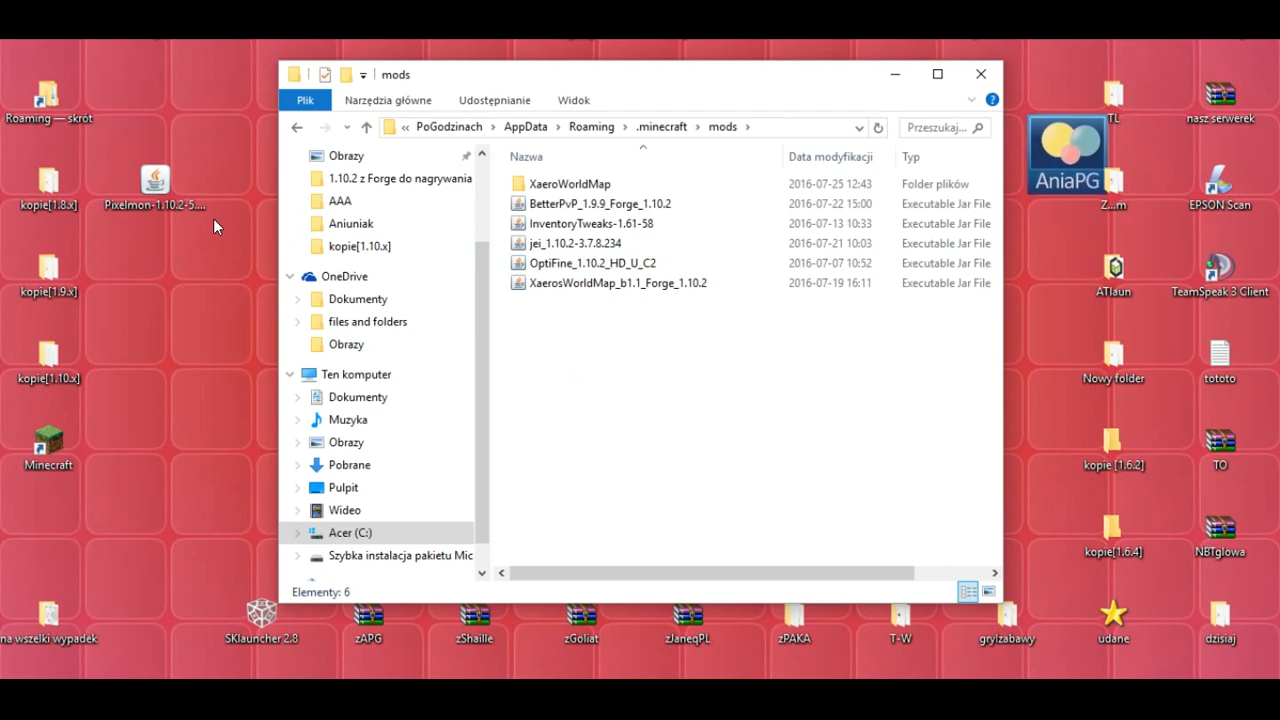 mods
Plik
Narzędzia główne
Udostępnianie
Widok
« PoGodzinach > AppData > Roaming > .minecraft > mods >
Przeszukaj...
Obrazy
1.10.2 z Forge do nagrywania
AAA
Aniuniak
kopie[1.10.x]
OneDrive
Dokumenty
files and folders
Obrazy
Ten komputer
Dokumenty
Muzyka
Obrazy
Pobrane
Pulpit
Wideo
Acer (C:)
Szybka instalacja pakietu Mic
Nazwa Data modyfikacji Typ
XaeroWorldMap 2016-07-25 12:43 Folder plików
BetterPvP_1.9.9_Forge_1.10.2 2016-07-22 15:00 Executable Jar File
InventoryTweaks-1.61-58 2016-07-13 10:33 Executable Jar File
jei_1.10.2-3.7.8.234 2016-07-21 10:03 Executable Jar File
OptiFine_1.10.2_HD_U_C2 2016-07-07 10:52 Executable Jar File
XaerosWorldMap_b1.1_Forge_1.10.2 2016-07-19 16:11 Executable Jar File
Elementy: 6
Roaming — skrót
kopie[1.8.x]
Pixelmon-1.10.2-5....
kopie[1.9.x]
kopie[1.10.x]
Minecraft
na wszelki wypadek
SKlauncher 2.8
zAPG
zShaille
zGoliat
zJaneqPL
zPAKA
T-W
gryIzabawy
udane
dzisiaj
TL
nasz serwerek
AniaPG
Z...m
EPSON Scan
ATlaun
TeamSpeak 3 Client
Nowy folder
tototo
kopie [1.6.2]
TO
kopie[1.6.4]
NBTglowa